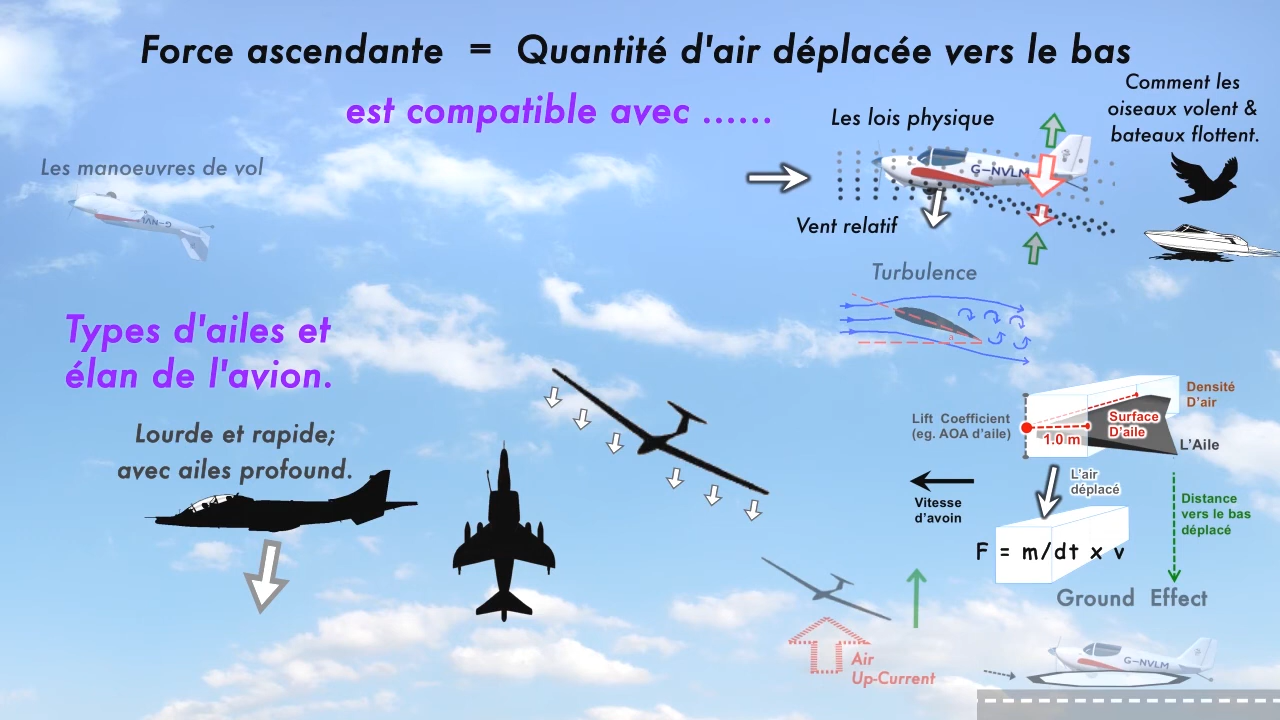 Force ascendante = Quantité d'air déplacée vers le bas
est compatible avec ......
Comment les
oiseaux volent &
bateaux flottent.
Les lois physique
G-NVLM
Vent relatif
Les manoeuvres de vol
G-NVL
Turbulence
Types d'ailes et
élan de l'avion.
Lourde et rapide;
avec ailes profound.
Densité
D'air
Lift Coefficient
(eg. AOA d'aile)
Surface
D'aile
1.0 m
L'Aile
L'air
déplacé
Vitesse
d'avoin
Distance
vers le bas
déplacé
F = m/dt x v
Ground Effect
Air
Up-Current
G-NVLM